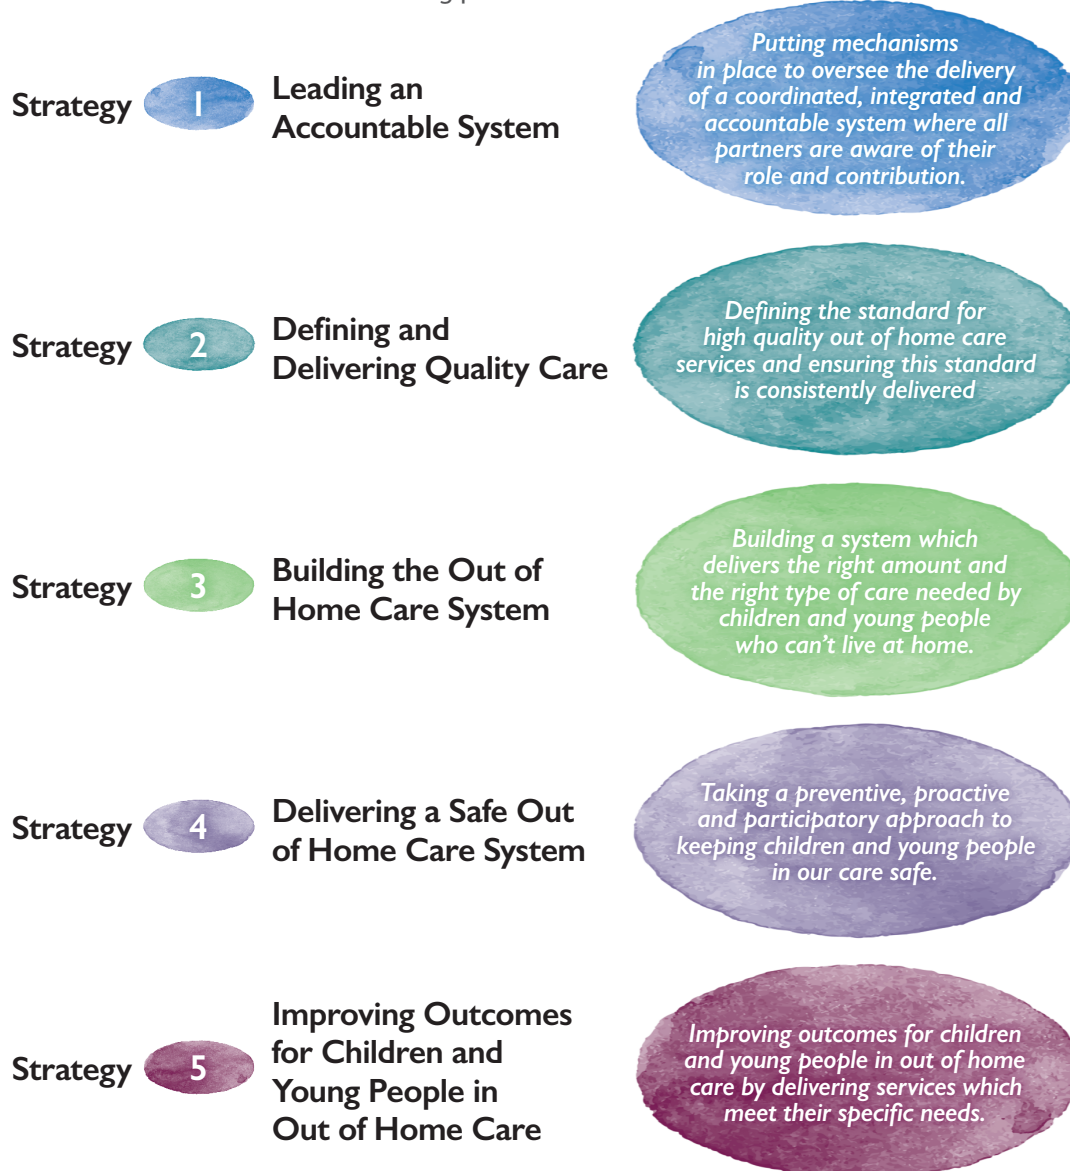 Strategy 1 Leading an
Accountable System
Putting mechanisms
in place to oversee the delivery
of a coordinated, integrated and
accountable system where all
partners are aware of their
role and contribution.
Strategy 2 Defining and
Delivering Quality Care
Defining the standard for
high quality out of home care
services and ensuring this standard
is consistently delivered
Strategy 3 Building the Out of
Home Care System
Building a system which
delivers the right amount and
the right type of care needed by
children and young people
who can't live at home.
Strategy 4 Delivering a Safe Out
of Home Care System
Taking a preventive, proactive
and participatory approach to
keeping children and young people
in our care safe.
Strategy 5 Improving Outcomes
for Children and
Young People in
Out of Home Care
Improving outcomes for children
and young people in out of home
care by delivering services which
meet their specific needs.